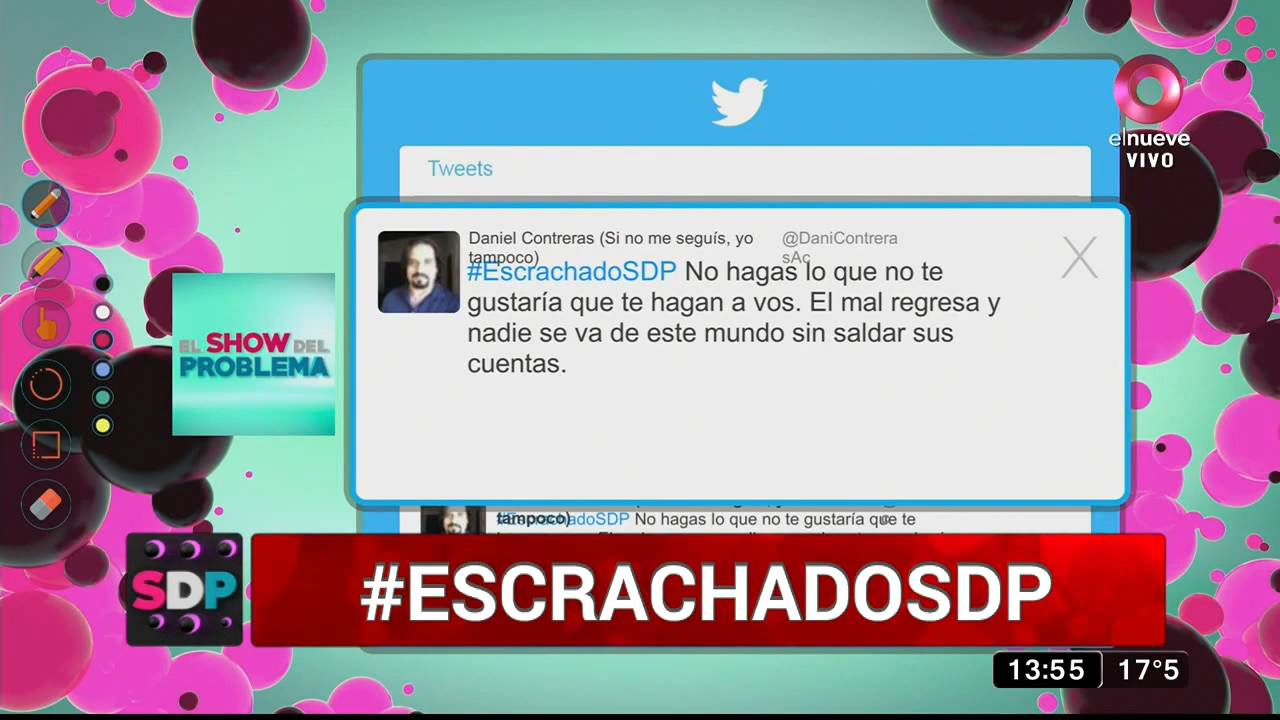 elnueve
VIVO
Tweets
Daniel Contreras (Si no me seguís, yo
tampoco)
@DaniContrera
sAc
#EscrachadoSDP No hagas lo que no te
gustaría que te hagan a vos. El mal regresa y
nadie se va de este mundo sin saldar sus
cuentas.
EL SHOW DEL
PROBLEMA
tampoco)
#EscrachadoSDP No hagas lo que no te gustaría que te
SDP
#ESCRACHADOSDP
13:55
17°5